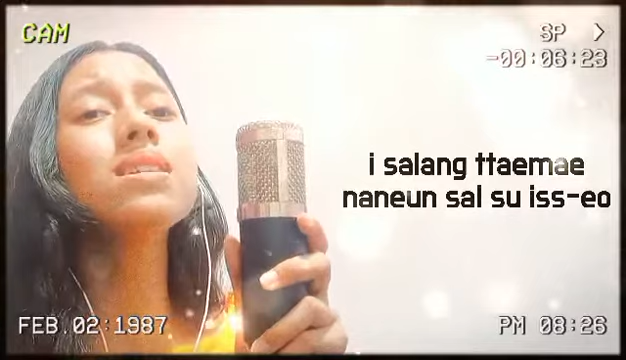 CAM
SP
-00:06:23
i salang ttaemae
naneun sal su iss-eo
FEB.02:1987
PM 08:26